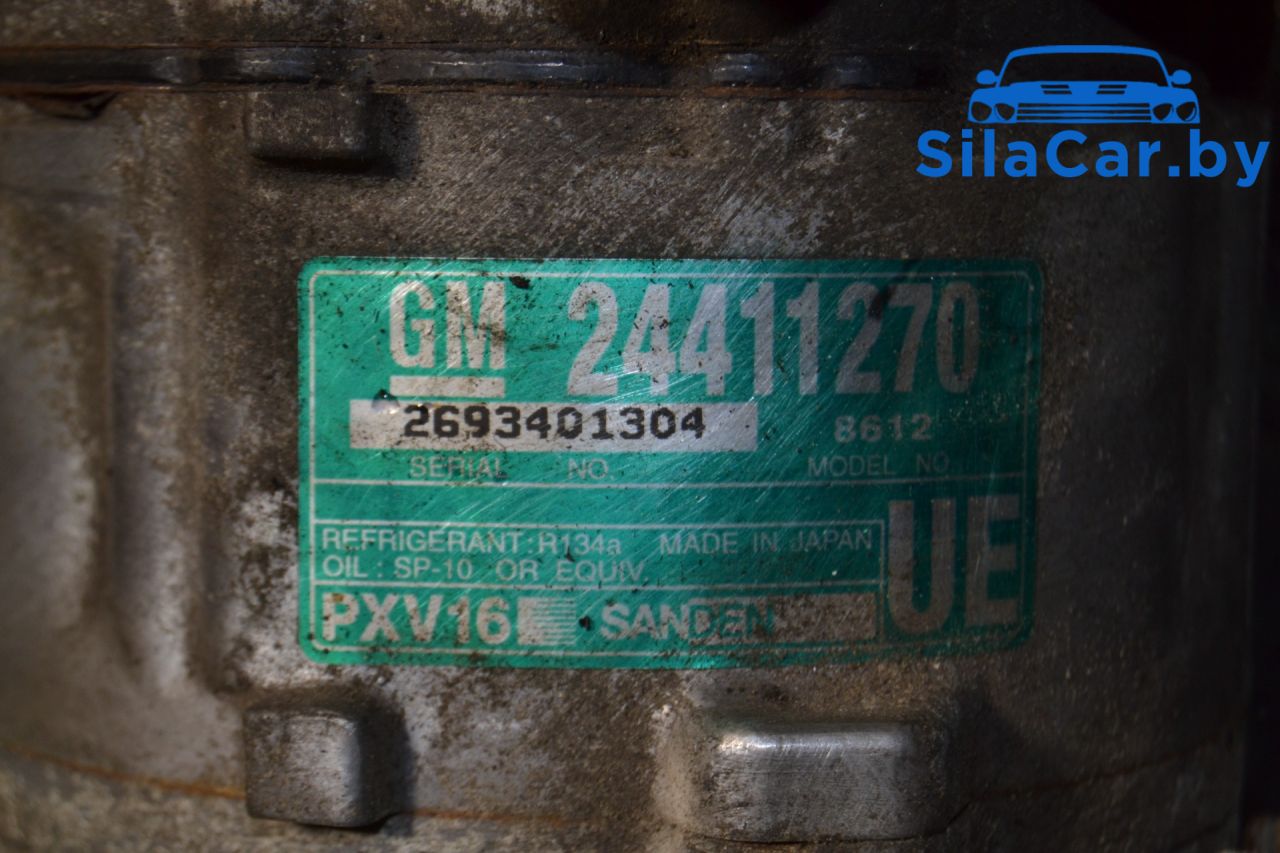 SilaCar.by
GM 24411270
2693401304 8612
SERIAL NO. MODEL NO
REFRIGERANT : R134a MADE IN JAPAN
OIL : SP-10 OR EQUIV
UE
PXV16 SANDEN